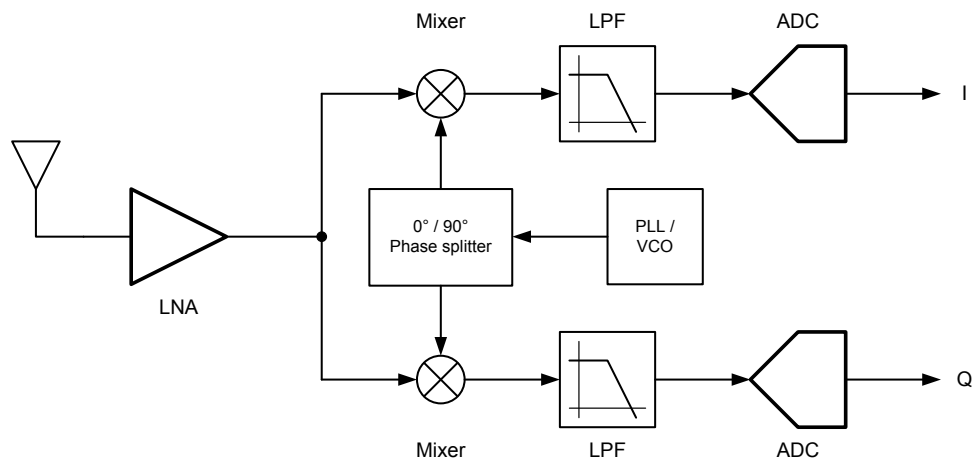 Mixer
LPF
ADC
I
0° / 90°
Phase splitter
PLL /
VCO
LNA
Q
Mixer
LPF
ADC